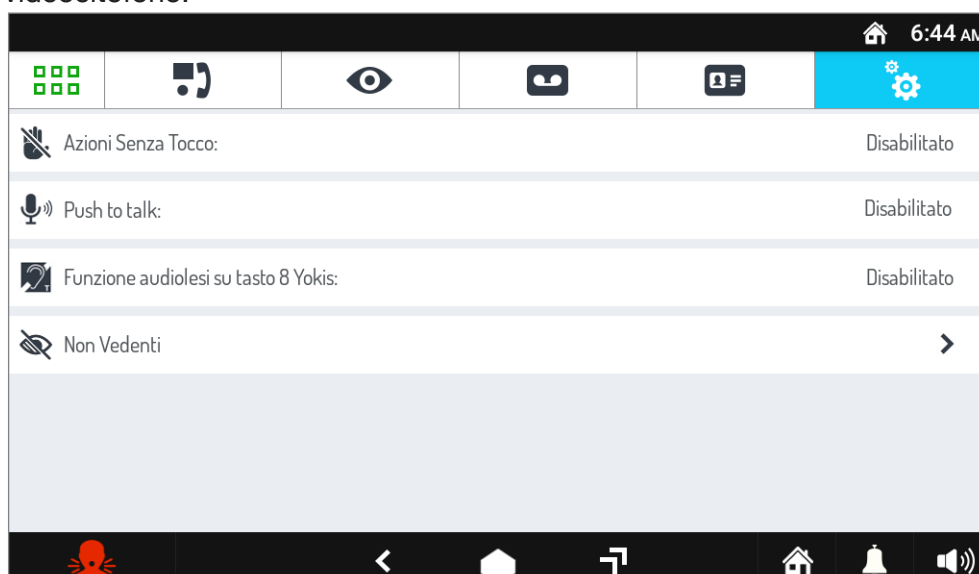 videocitofono.
6:44 AM
Azioni Senza Tocco:
Disabilitato
Push to talk:
Disabilitato
Funzione audiolesi su tasto 8 Yokis:
Disabilitato
Non Vedenti